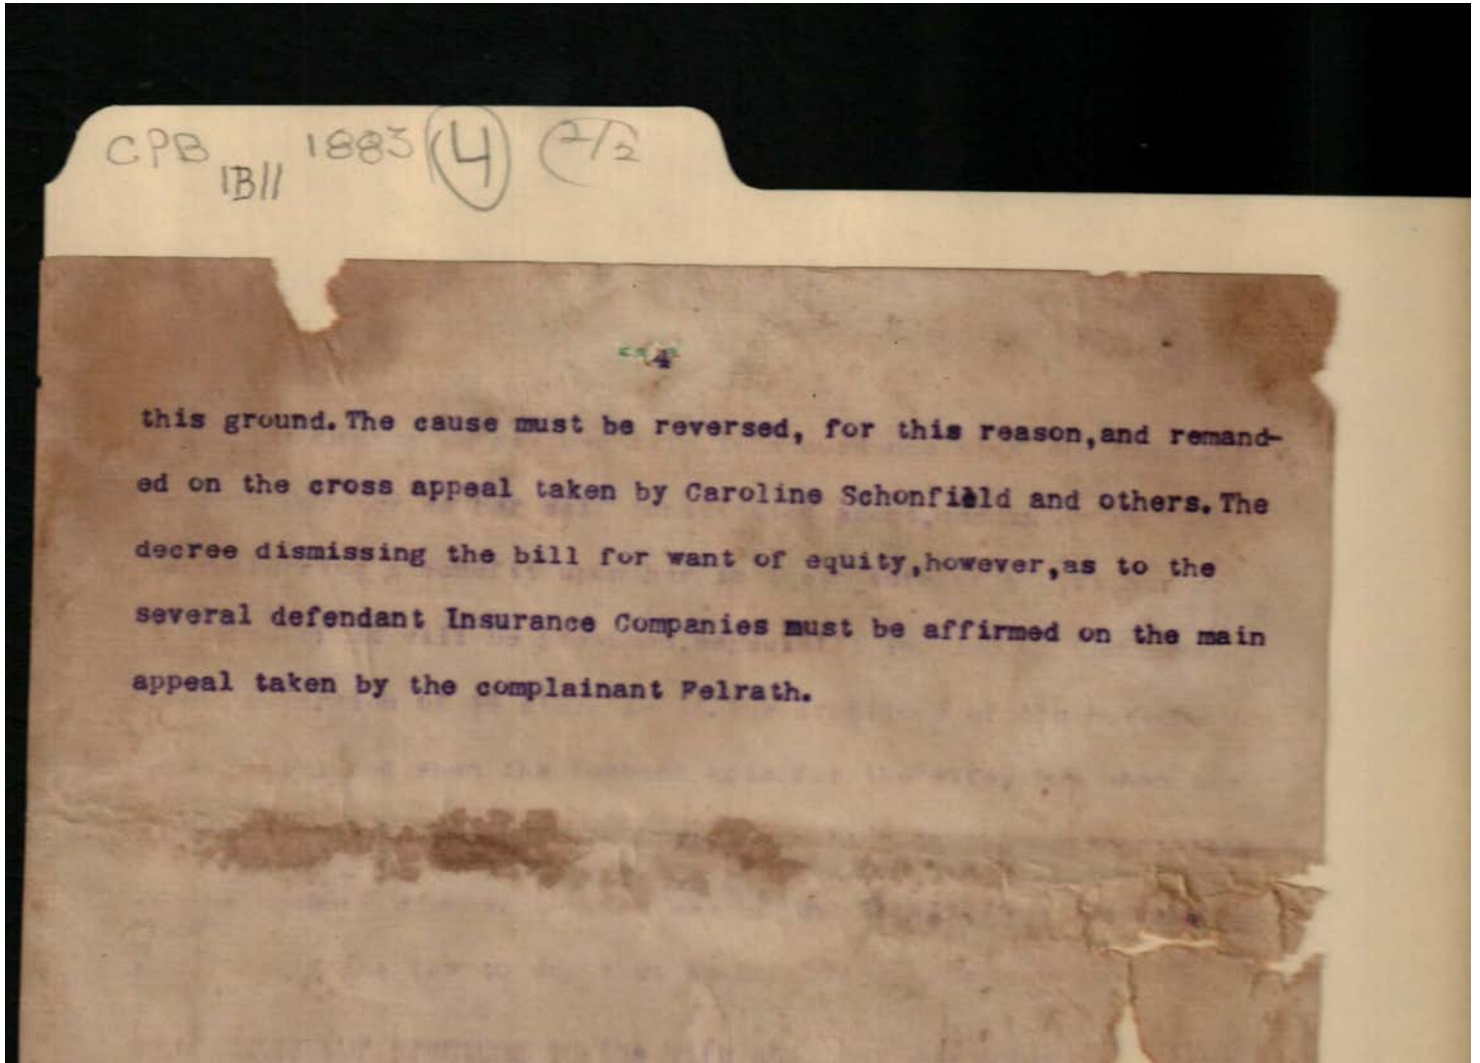 CPB 1883 4 2/2
1B11
4
this ground. The cause must be reversed, for this reason,and remand-
ed on the cross appeal taken by Caroline Schonfield and others. The
decree dismissing the bill for want of equity,however,as to the
several defendant Insurance Companies must be affirmed on the main
appeal taken by the complainant Felrath.